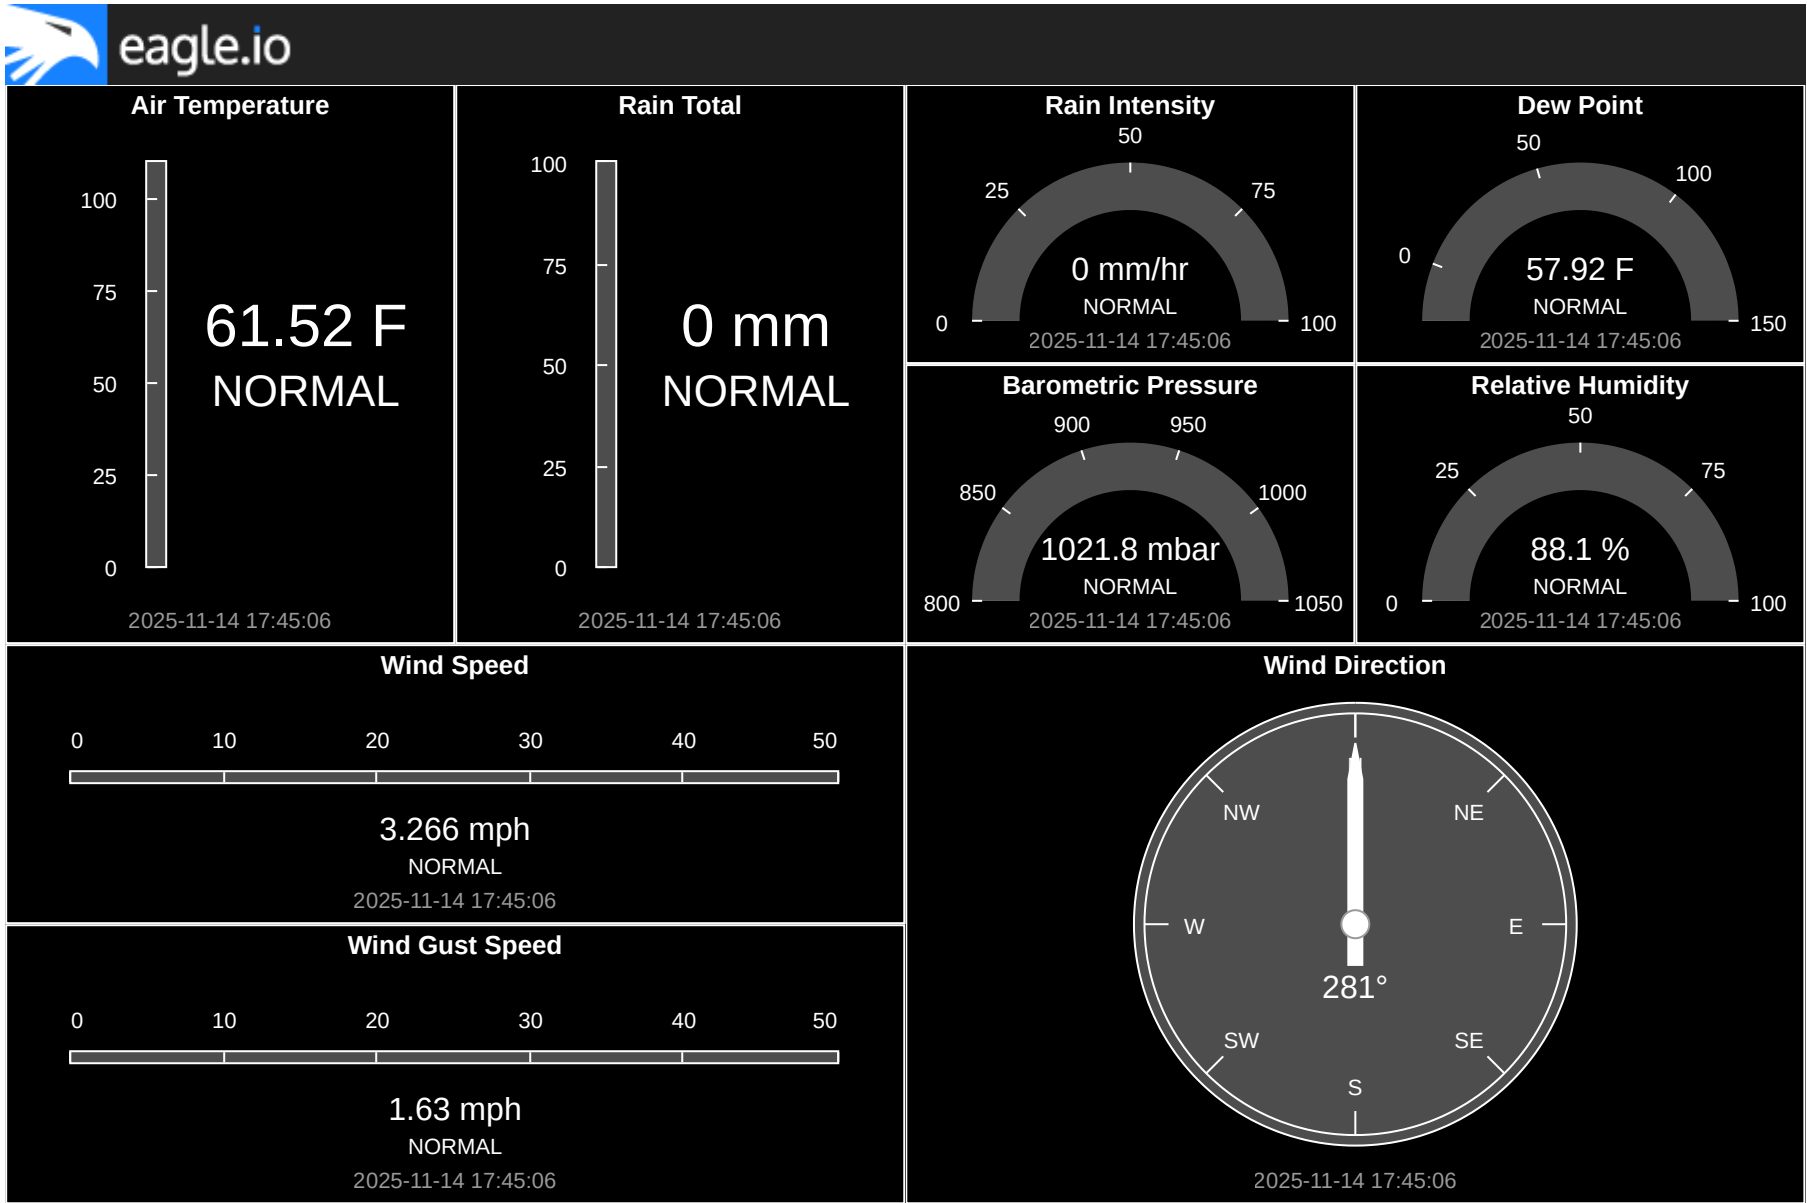 eagle.io
Air Temperature
100
75
50
25
0
61.52 F
NORMAL
2025-11-14 17:45:06
Rain Total
100
75
50
25
0
0 mm
NORMAL
2025-11-14 17:45:06
Rain Intensity
50
25
75
0
100
0 mm/hr
NORMAL
2025-11-14 17:45:06
Dew Point
50
100
0
150
57.92 F
NORMAL
2025-11-14 17:45:06
Barometric Pressure
900
950
850
1000
800
1050
1021.8 mbar
NORMAL
2025-11-14 17:45:06
Relative Humidity
50
25
75
0
100
88.1 %
NORMAL
2025-11-14 17:45:06
Wind Speed
0 10 20 30 40 50
3.266 mph
NORMAL
2025-11-14 17:45:06
Wind Gust Speed
0 10 20 30 40 50
1.63 mph
NORMAL
2025-11-14 17:45:06
Wind Direction
NW
NE
W
E
281°
SW
SE
S
2025-11-14 17:45:06